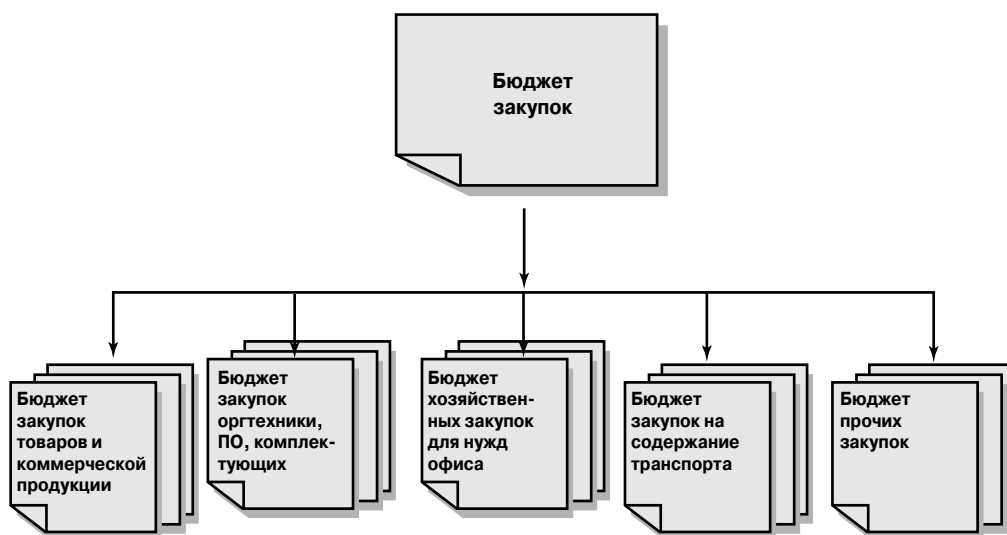 Бюджет
закупок
Бюджет
закупок
товаров и
коммерческой
продукции
Бюджет
закупок
оргтехники,
ПО, комплек-
тующих
Бюджет
хозяйствен-
ных закупок
для нужд
офиса
Бюджет
закупок на
содержание
транспорта
Бюджет
прочих
закупок